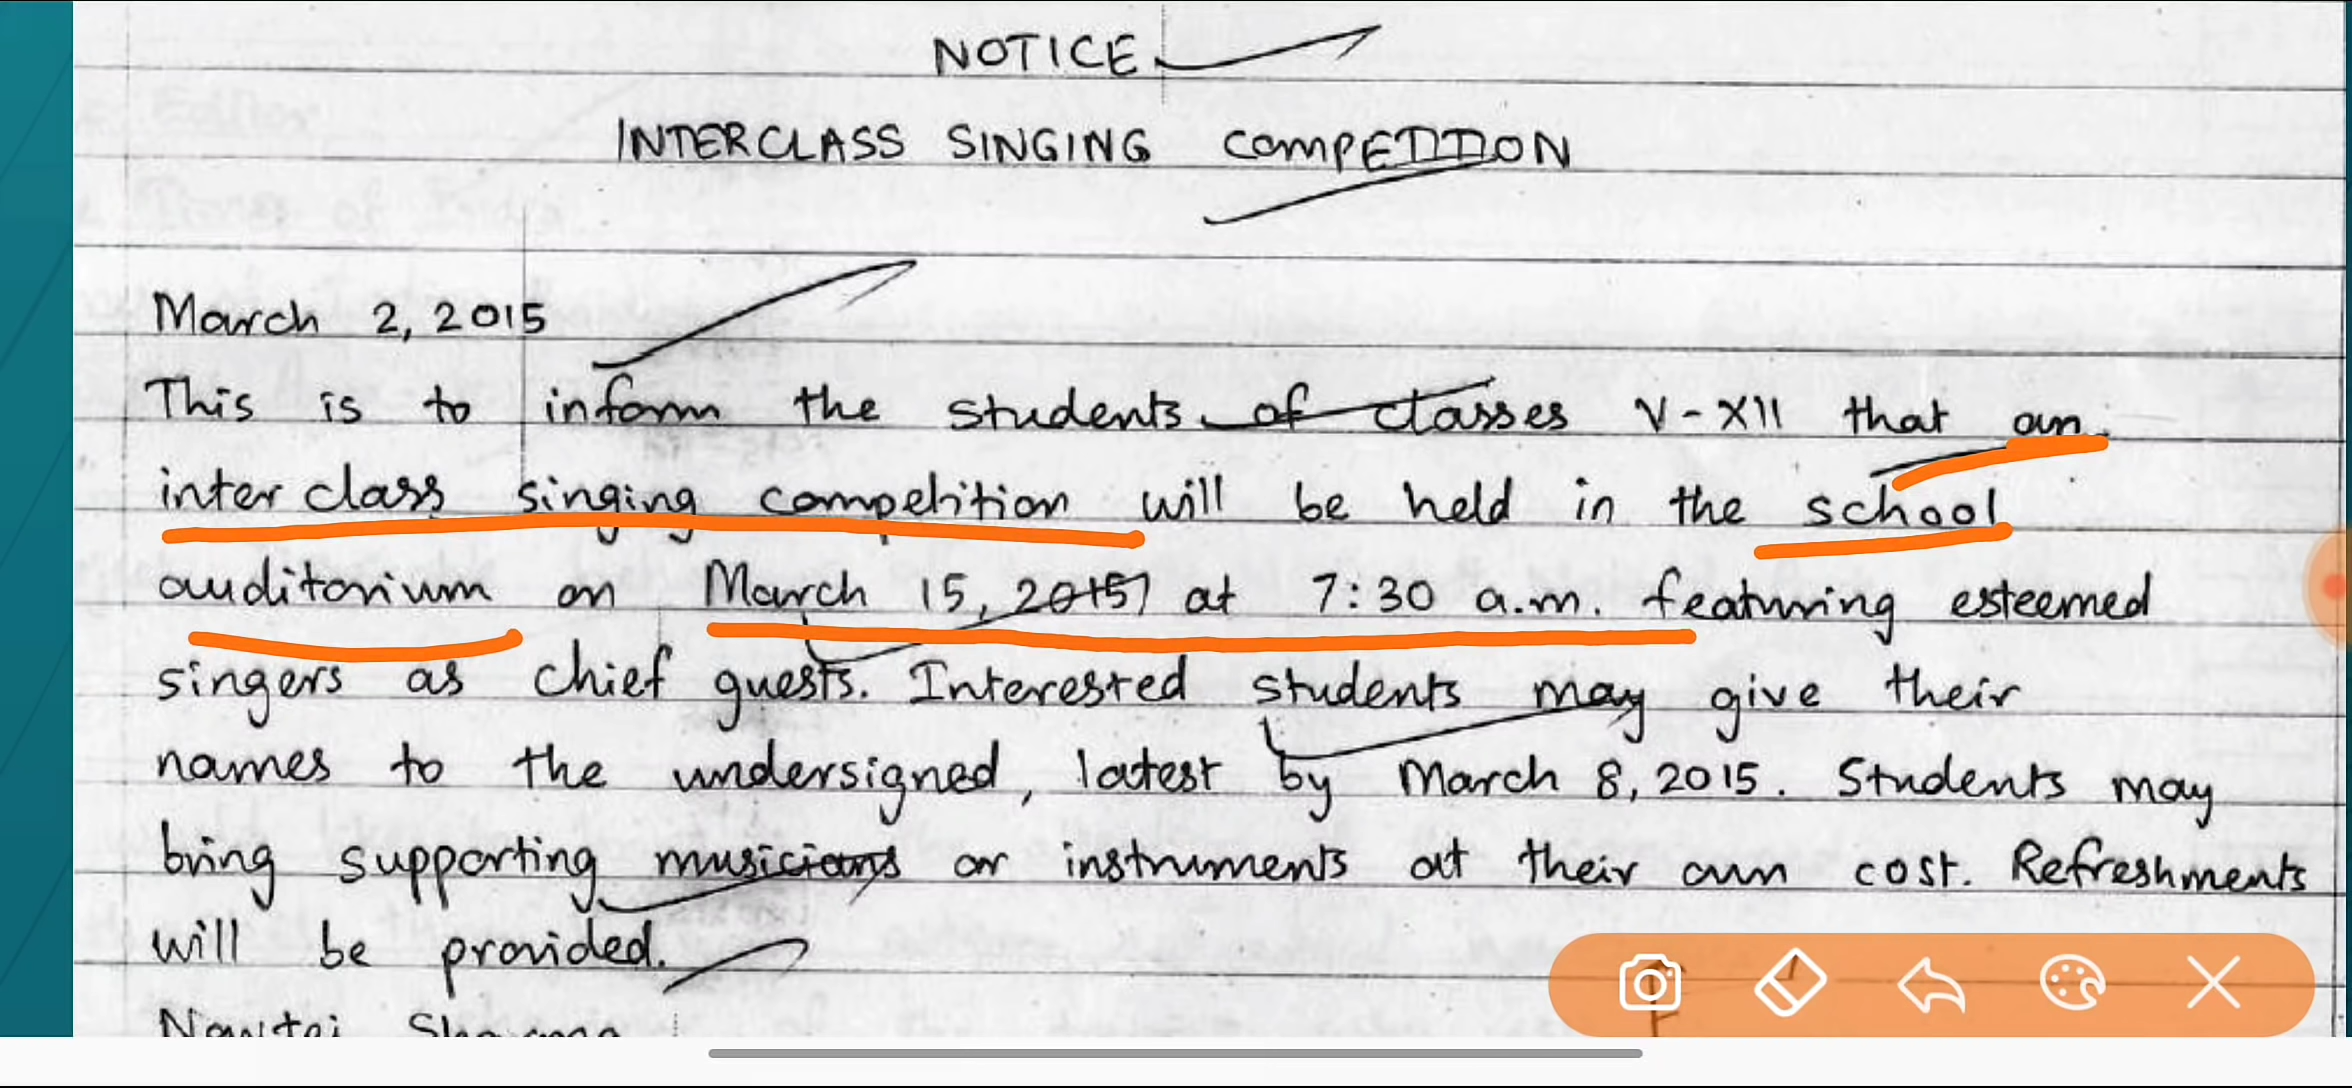 NOTICE
INTERCLASS SINGING COMPETITION
March 2, 2015
This is to inform the students of classes V-XII that an
inter class singing competition will be held in the school
auditorium on March 15, 2015 at 7:30 a.m. featuring esteemed
singers as chief guests. Interested students may give their
names to the undersigned, latest by March 8, 2015. Students may
bring supporting musicians or instruments at their own cost. Refreshments
will be provided.